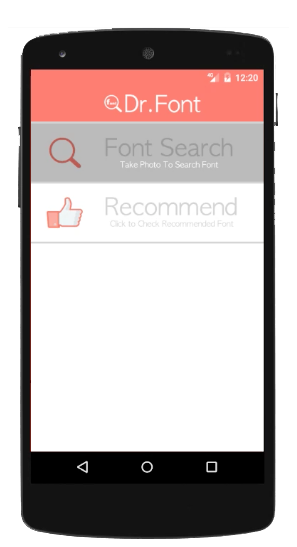 12:20
Dr.Font
Font Search
Take Photo To Search Font
Recommend
Click to Check Recommended Font